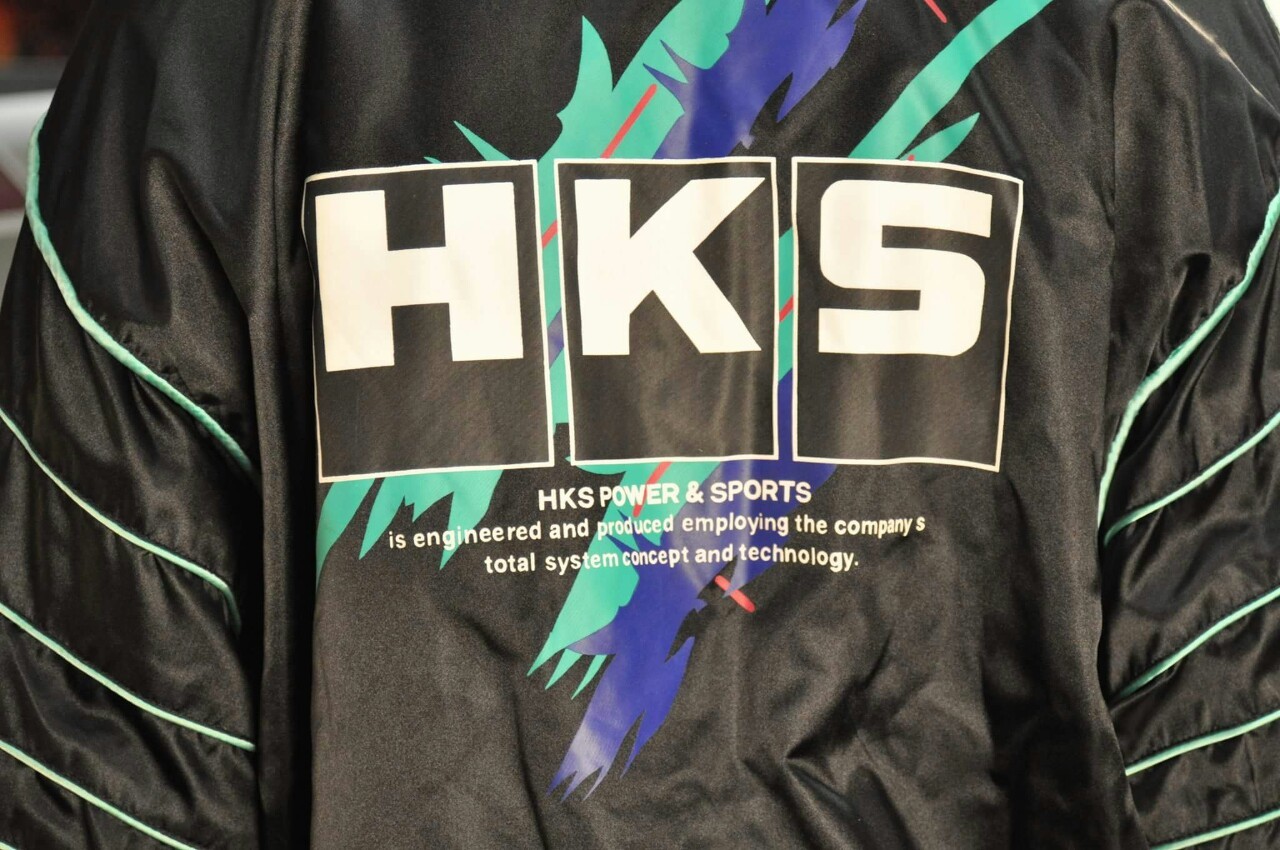 HKS
HKS POWER & SPORTS
is engineered and produced employing the company s
total system concept and technology.